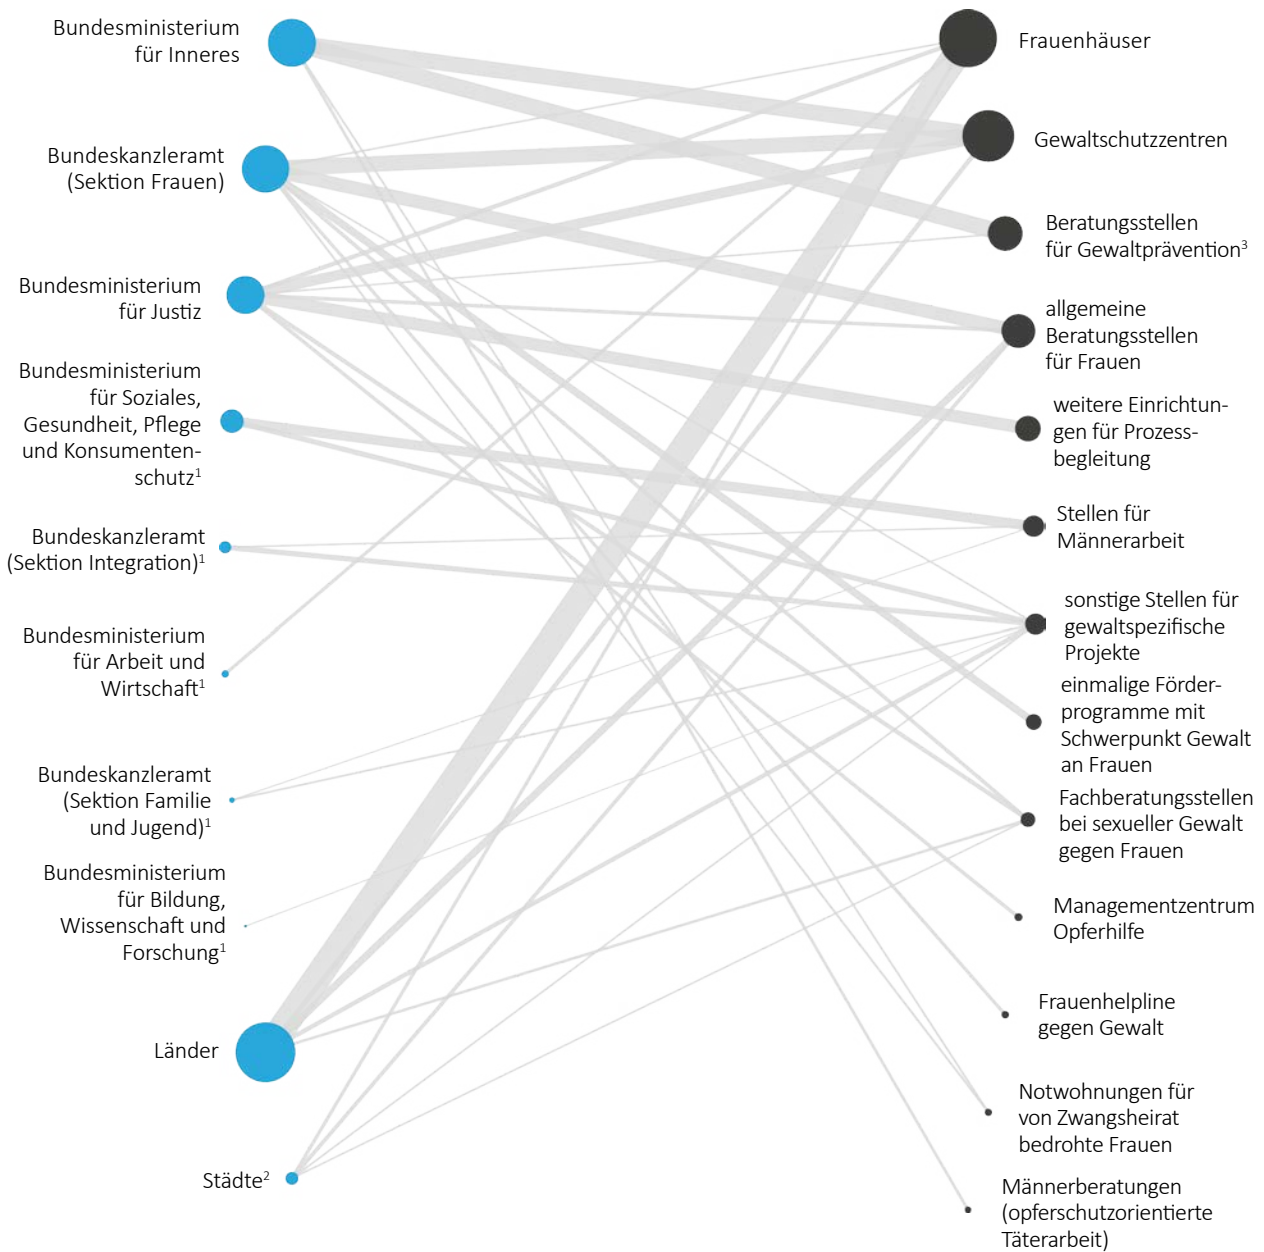 Bundesministerium
für Inneres
Bundeskanzleramt
(Sektion Frauen)
Bundesministerium
für Justiz
Bundesministerium
für Soziales,
Gesundheit, Pflege
und Konsumenten-
schutz¹
Bundeskanzleramt
(Sektion Integration)¹
Bundesministerium
für Arbeit und
Wirtschaft¹
Bundeskanzleramt
(Sektion Familie
und Jugend)¹
Bundesministerium
für Bildung,
Wissenschaft und
Forschung¹
Länder
Städte²
Frauenhäuser
Gewaltschutzzentren
Beratungsstellen
für Gewaltprävention³
allgemeine
Beratungsstellen
für Frauen
weitere Einrichtun-
gen für Prozess-
begleitung
Stellen für
Männerarbeit
sonstige Stellen für
gewaltspezifische
Projekte
einmalige Förder-
programme mit
Schwerpunkt Gewalt
an Frauen
Fachberatungsstellen
bei sexueller Gewalt
gegen Frauen
Managementzentrum
Opferhilfe
Frauenhelpline
gegen Gewalt
Notwohnungen für
von Zwangsheirat
bedrohte Frauen
Männerberatungen
(opferschutzorientierte
Täterarbeit)